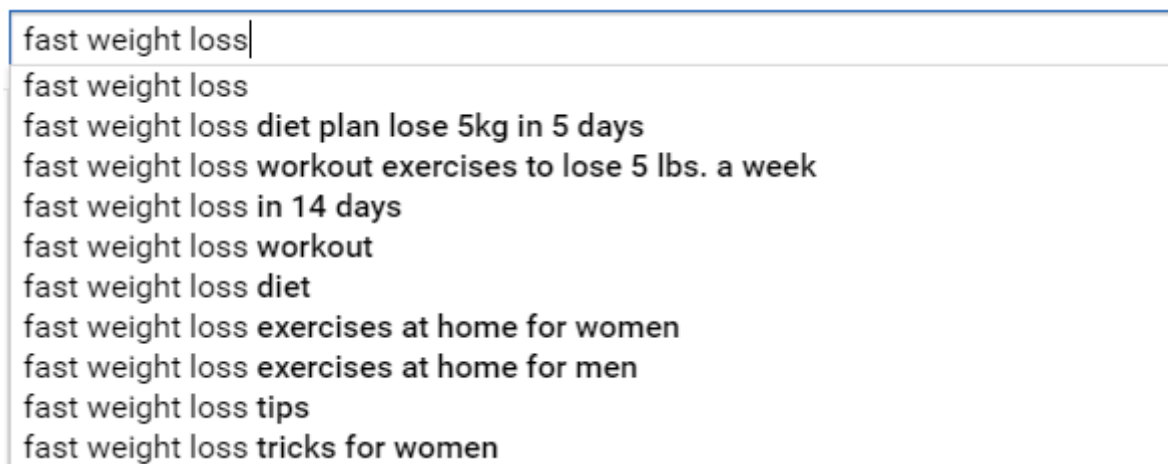 fast weight loss
fast weight loss
fast weight loss diet plan lose 5kg in 5 days
fast weight loss workout exercises to lose 5 lbs. a week
fast weight loss in 14 days
fast weight loss workout
fast weight loss diet
fast weight loss exercises at home for women
fast weight loss exercises at home for men
fast weight loss tips
fast weight loss tricks for women